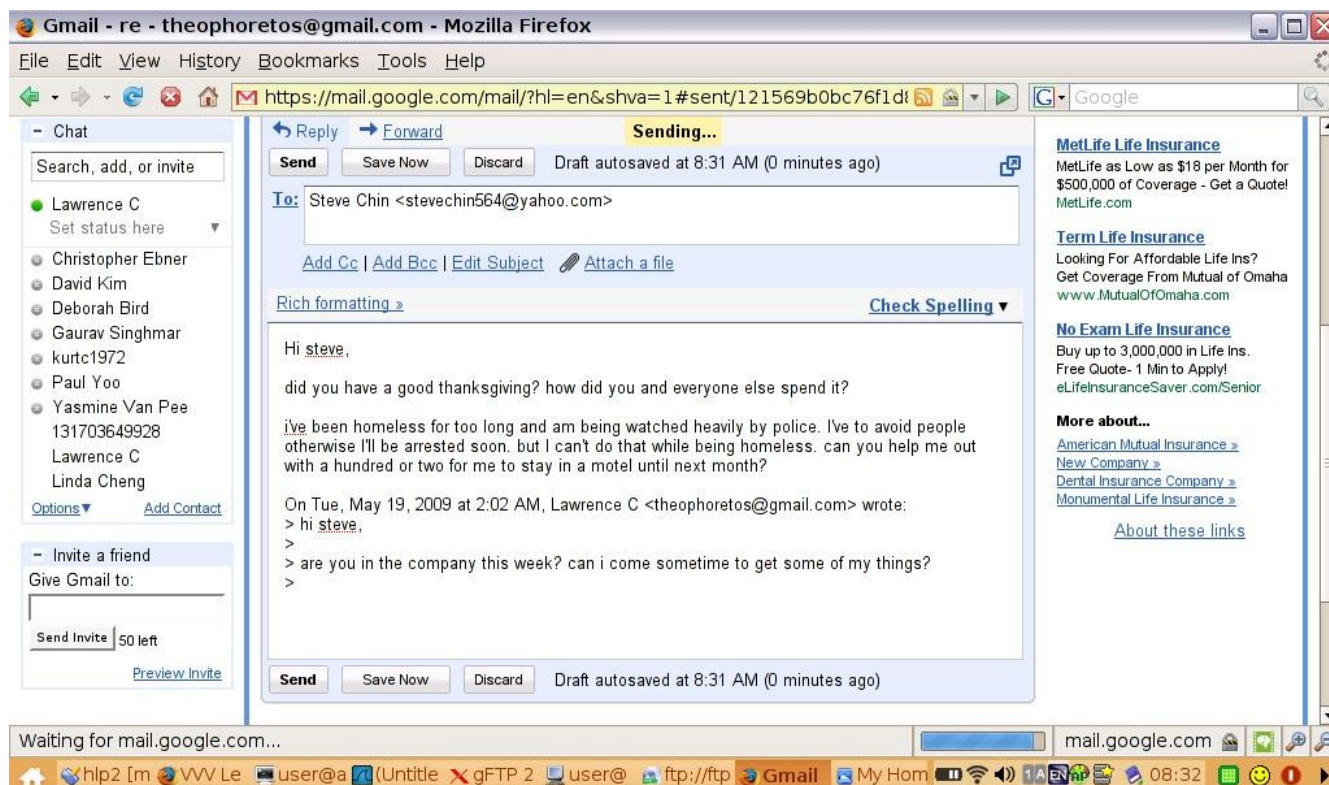 Gmail - re - theophoretos@gmail.com - Mozilla Firefox
File Edit View History Bookmarks Tools Help
https://mail.google.com/mail/?hl=en&shva=1#sent/121569b0bc76f1d8
Google
Chat
Search, add, or invite
Lawrence C
Set status here
Christopher Ebner
David Kim
Deborah Bird
Gaurav Singhmar
kurtc1972
Paul Yoo
Yasmine Van Pee
131703649928
Lawrence C
Linda Cheng
Options▼ Add Contact
– Invite a friend
Give Gmail to:
Send Invite 50 left
Preview Invite
Reply Forward Sending...
Send Save Now Discard Draft autosaved at 8:31 AM (0 minutes ago)
To: Steve Chin <stevechin564@yahoo.com>
Add Cc | Add Bcc | Edit Subject Attach a file
Rich formatting » Check Spelling ▼
Hi steve,
did you have a good thanksgiving? how did you and everyone else spend it?
i've been homeless for too long and am being watched heavily by police. I've to avoid people
otherwise I'll be arrested soon. but I can't do that while being homeless. can you help me out
with a hundred or two for me to stay in a motel until next month?
On Tue, May 19, 2009 at 2:02 AM, Lawrence C <theophoretos@gmail.com> wrote:
> hi steve,
>
> are you in the company this week? can i come sometime to get some of my things?
>
Send Save Now Discard Draft autosaved at 8:31 AM (0 minutes ago)
MetLife Life Insurance
MetLife as Low as $18 per Month for
$500,000 of Coverage - Get a Quote!
MetLife.com
Term Life Insurance
Looking For Affordable Life Ins?
Get Coverage From Mutual of Omaha
www.MutualOfOmaha.com
No Exam Life Insurance
Buy up to 3,000,000 in Life Ins.
Free Quote- 1 Min to Apply!
eLifeInsuranceSaver.com/Senior
More about...
American Mutual Insurance »
New Company »
Dental Insurance Company »
Monumental Life Insurance »
About these links
Waiting for mail.google.com... mail.google.com
hlp2 [m VVV Le user@a (Untitle gFTP 2 user@ ftp://ftp Gmail My Hom 08:32